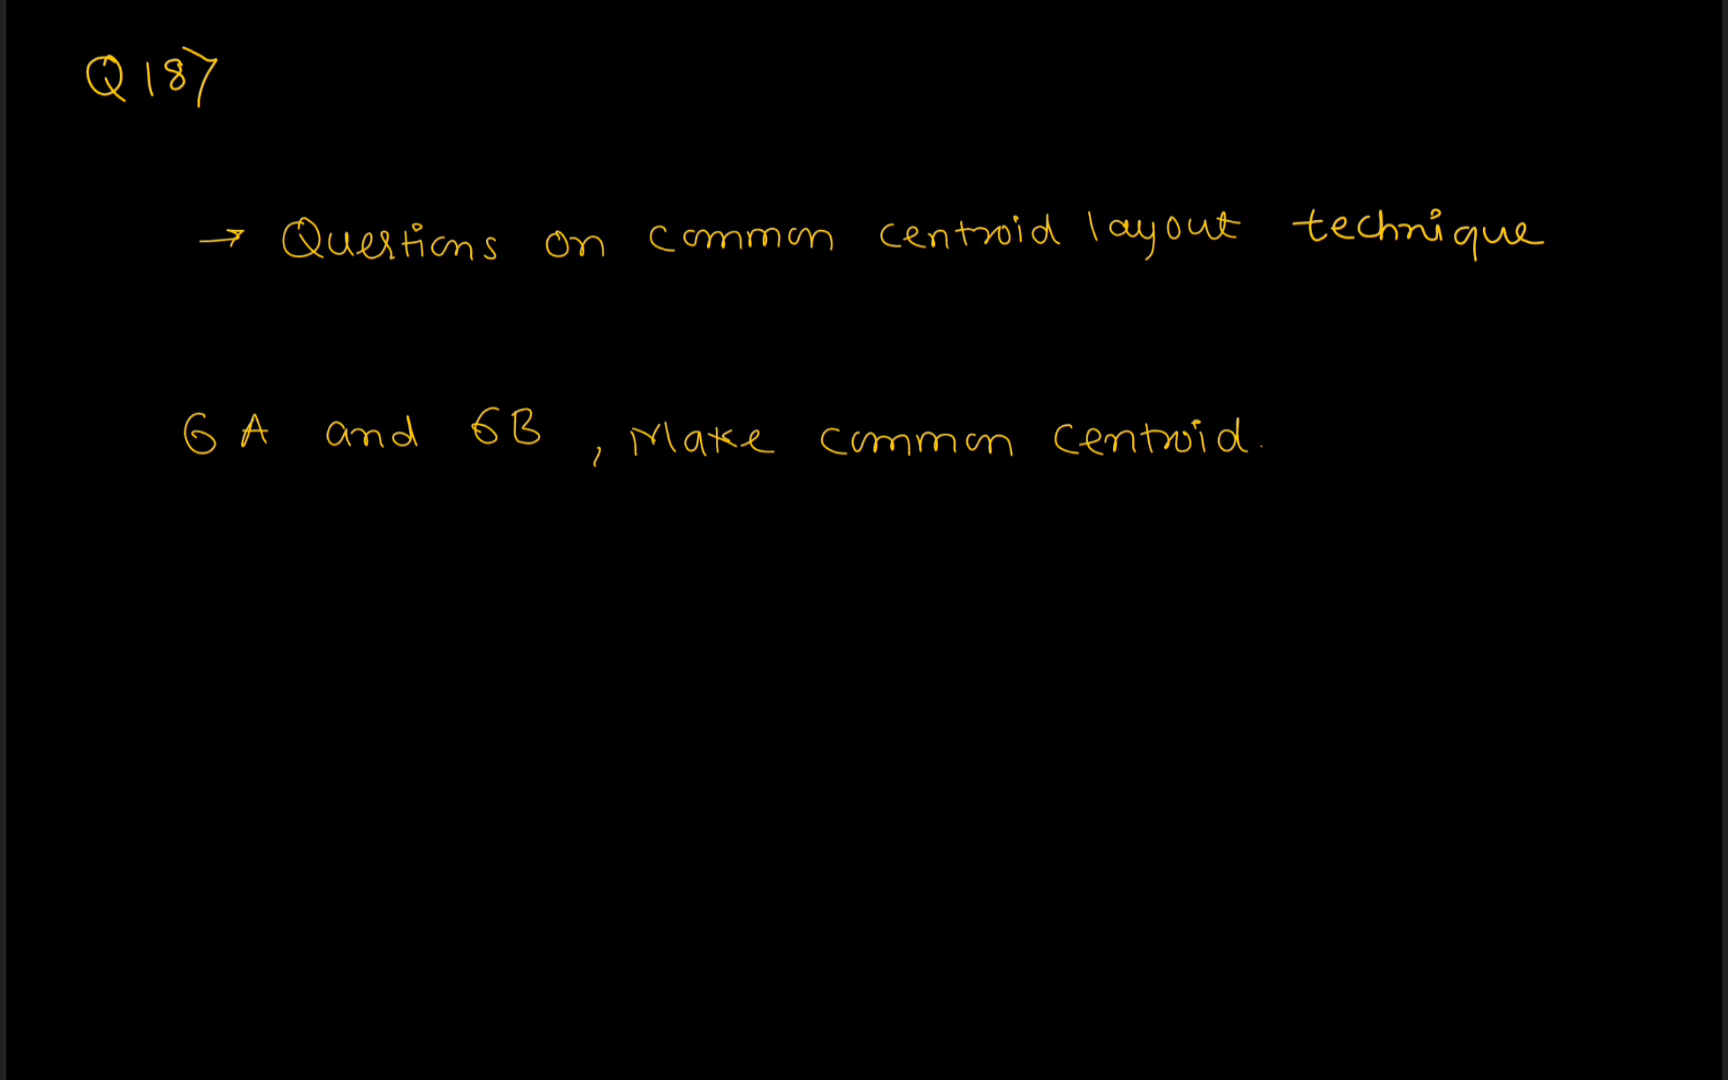 Q187
→ Questions on common centroid layout technique
6A and 6B, Make common centroid.